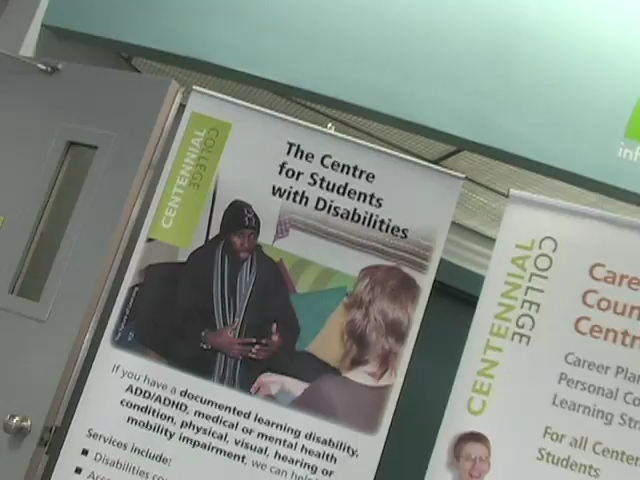 CENTENNIAL
COLLEGE
The Centre
for Students
with Disabilities
If you have a documented learning disability,
ADD/ADHD, medical or mental health
condition, physical, visual, hearing or
mobility impairment, we can help
Services include:
Disabilities
CENTENNIAL
COLLEGE
Care
Coun
Centr
Career Plan
Personal Co
Learning Str
For all Center
Students
inf